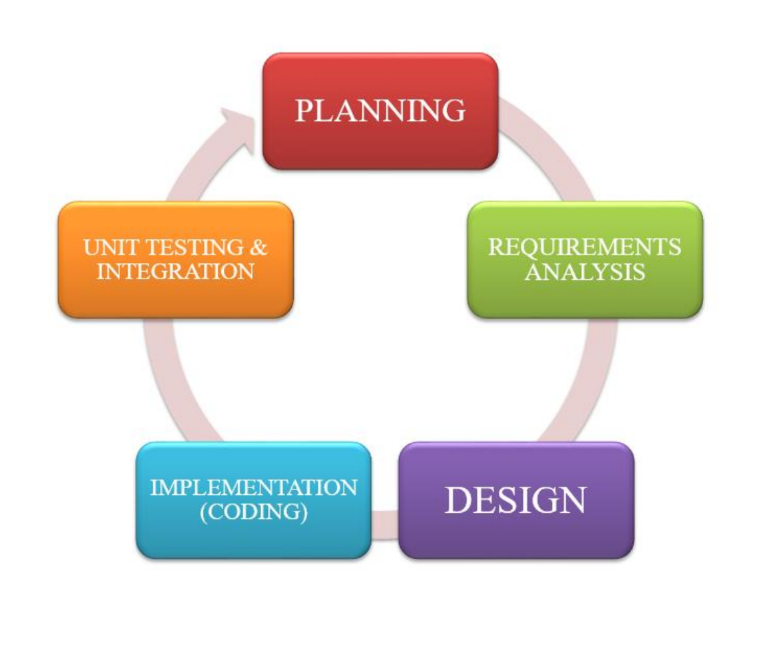 PLANNING
REQUIREMENTS
ANALYSIS
DESIGN
IMPLEMENTATION
(CODING)
UNIT TESTING &
INTEGRATION